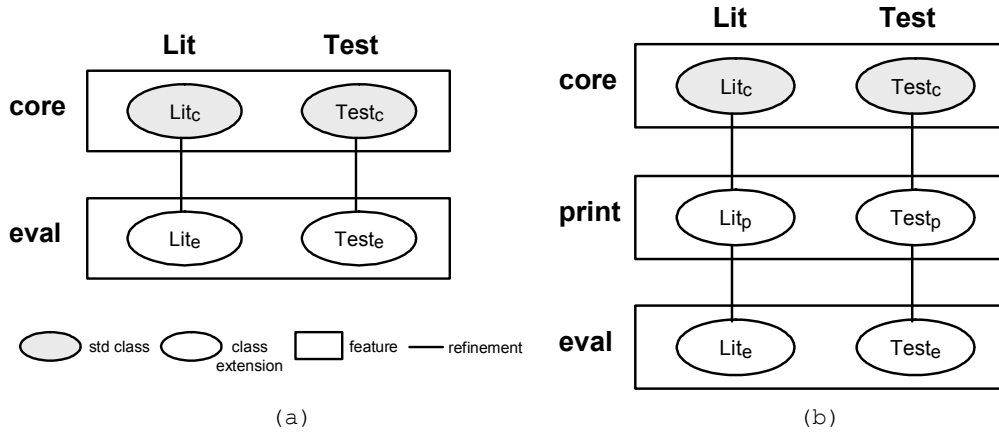 Lit Test
core Litc Testc
eval Lite Teste
std class class extension feature refinement
(a)
Lit Test
core Litc Testc
print Litp Testp
eval Lite Teste
(b)